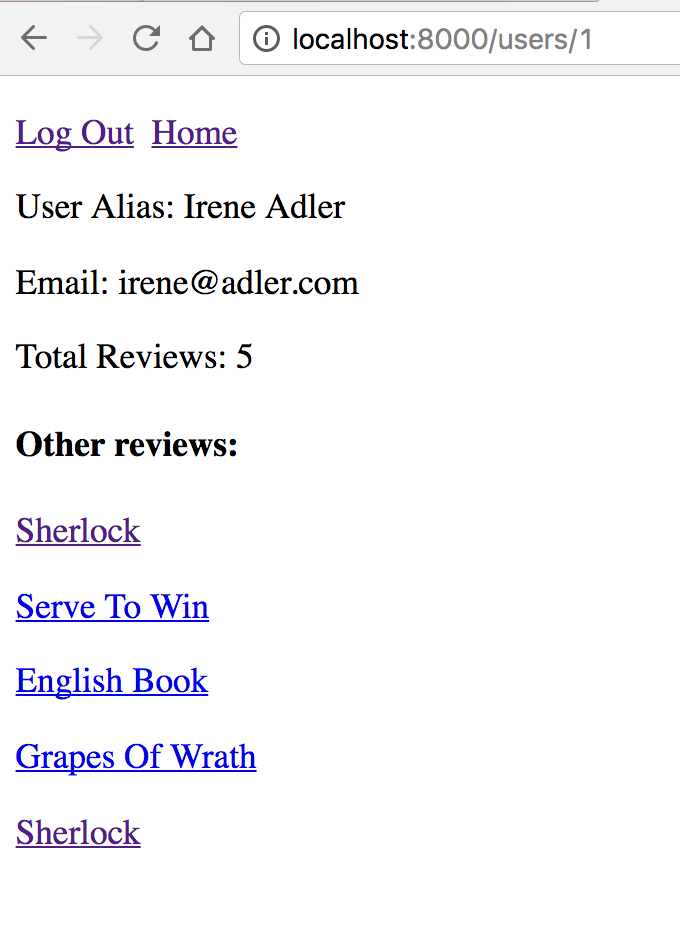 localhost:8000/users/1
Log Out Home
User Alias: Irene Adler
Email: irene@adler.com
Total Reviews: 5
Other reviews:
Sherlock
Serve To Win
English Book
Grapes Of Wrath
Sherlock